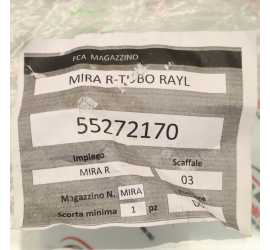 FCA MAGAZZINO
MIRA R-TUBO RAYL
55272170
Impiego Scaffale
MIRA R 03
Magazzino N. MIRA
Scorta minima 1 pz